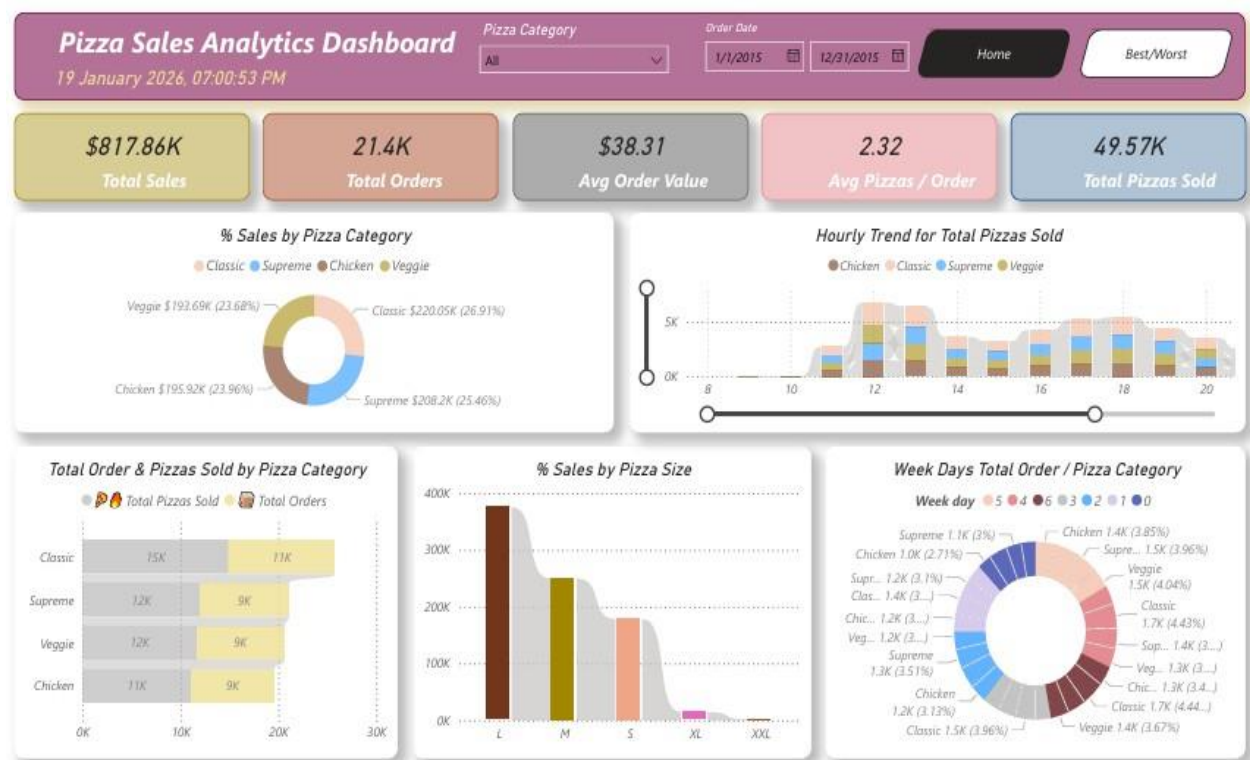 Pizza Sales Analytics Dashboard
19 January 2026, 07:00:53 PM
Pizza Category
All
Order Date
1/1/2015
12/31/2015
Home
Best/Worst
$817.86K
Total Sales
21.4K
Total Orders
$38.31
Avg Order Value
2.32
Avg Pizzas / Order
49.57K
Total Pizzas Sold
% Sales by Pizza Category
Classic Supreme Chicken Veggie
Veggie $193.69K (23.68%)
Classic $220.05K (26.91%)
Chicken $195.92K (23.96%)
Supreme $208.2K (25.46%)
Hourly Trend for Total Pizzas Sold
Chicken Classic Supreme Veggie
5K
0K
8 10 12 14 16 18 20
Total Order & Pizzas Sold by Pizza Category
Total Pizzas Sold Total Orders
Classic 15K 11K
Supreme 12K 9K
Veggie 12K 9K
Chicken 11K 9K
0K 10K 20K 30K
% Sales by Pizza Size
400K
300K
200K
100K
0K
L M S XL XXL
Week Days Total Order / Pizza Category
Week day 5 4 6 3 2 1 0
Supreme 1.1K (3%)
Chicken 1.4K (3.85%)
Chicken 1.0K (2.71%)
Supre... 1.5K (3.96%)
Supr... 1.2K (3.1%)
Veggie
1.5K (4.04%)
Clas... 1.4K (3....)
Classic
1.7K (4.43%)
Chic... 1.2K (3....)
Veg... 1.2K (3....)
Sup... 1.4K (3....)
Supreme
1.3K (3.51%)
Veg... 1.3K (3....)
Chic... 1.3K (3.4...)
Chicken
1.2K (3.13%)
Classic 1.7K (4.44...)
Classic 1.5K (3.96%)
Veggie 1.4K (3.67%)